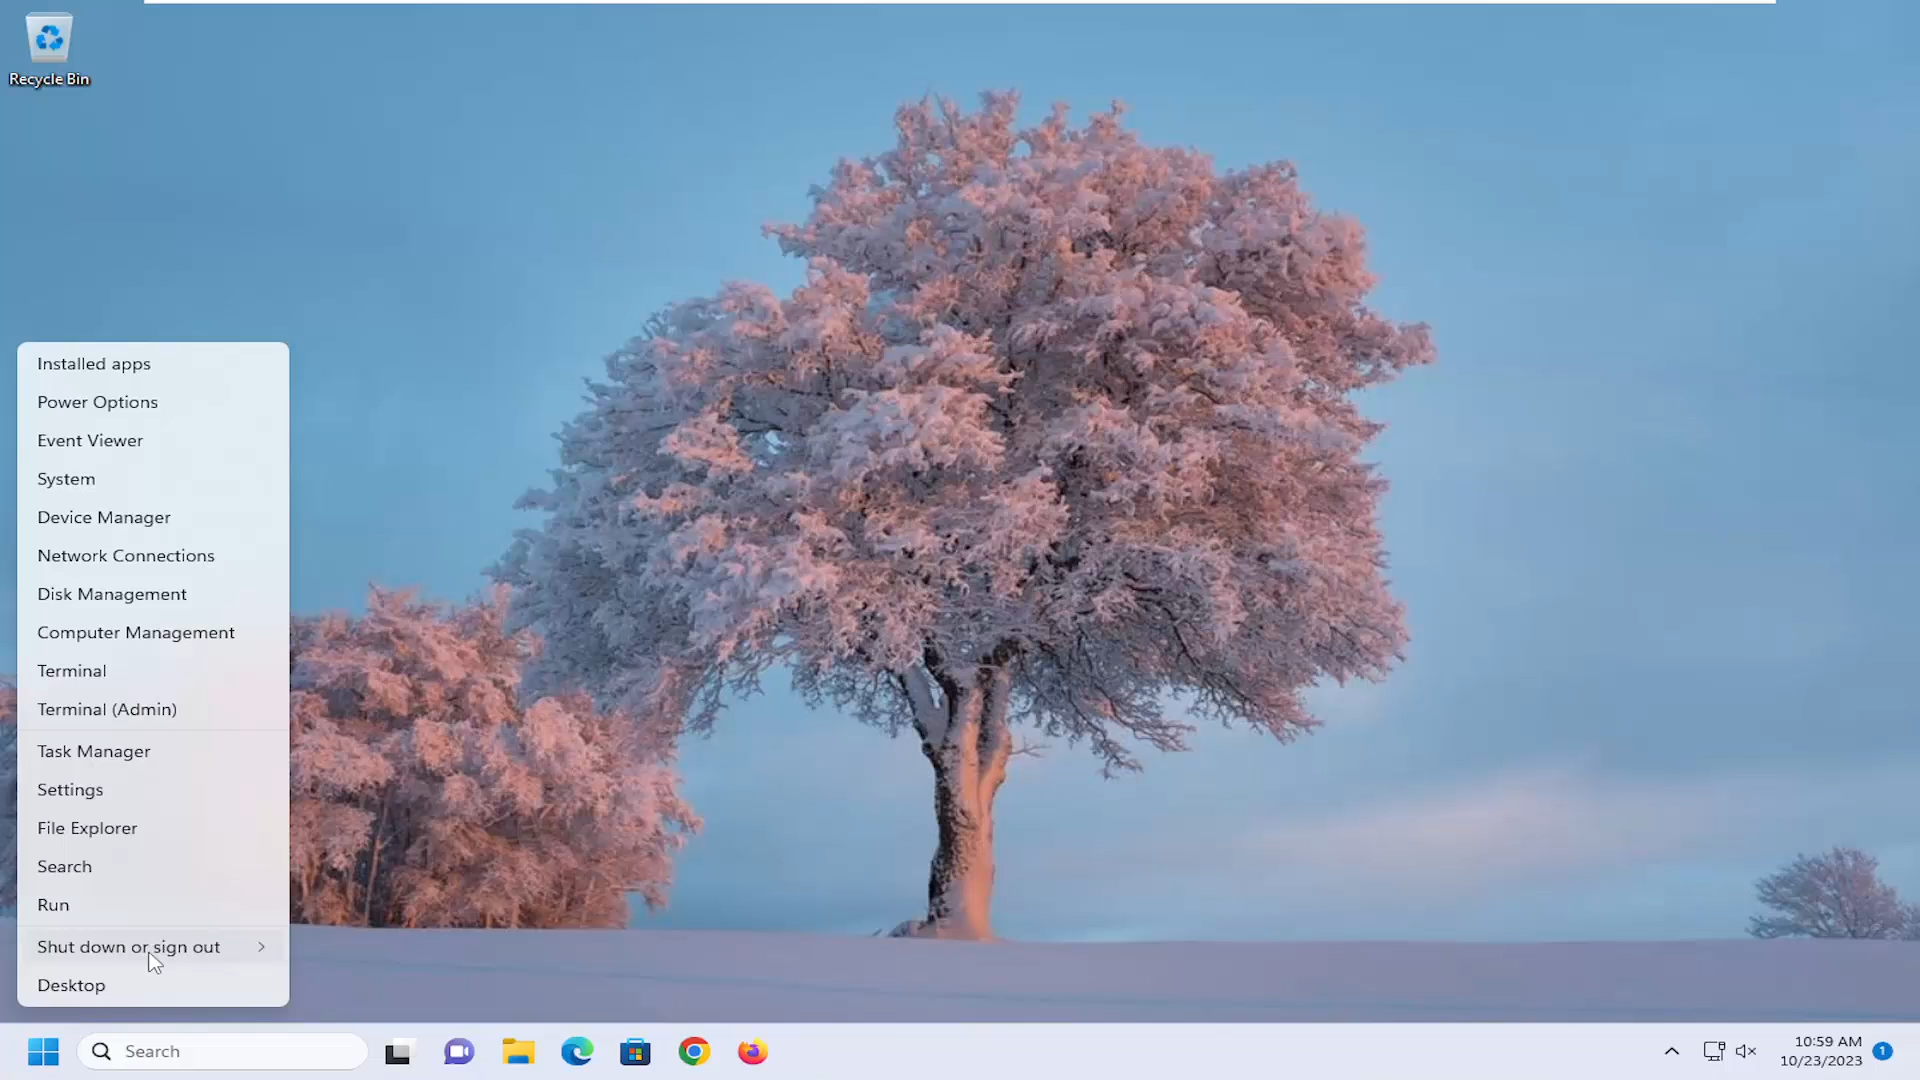 Recycle Bin
Installed apps
Power Options
Event Viewer
System
Device Manager
Network Connections
Disk Management
Computer Management
Terminal
Terminal (Admin)
Task Manager
Settings
File Explorer
Search
Run
Shut down or sign out
Desktop
Search
10:59 AM
10/23/2023
1